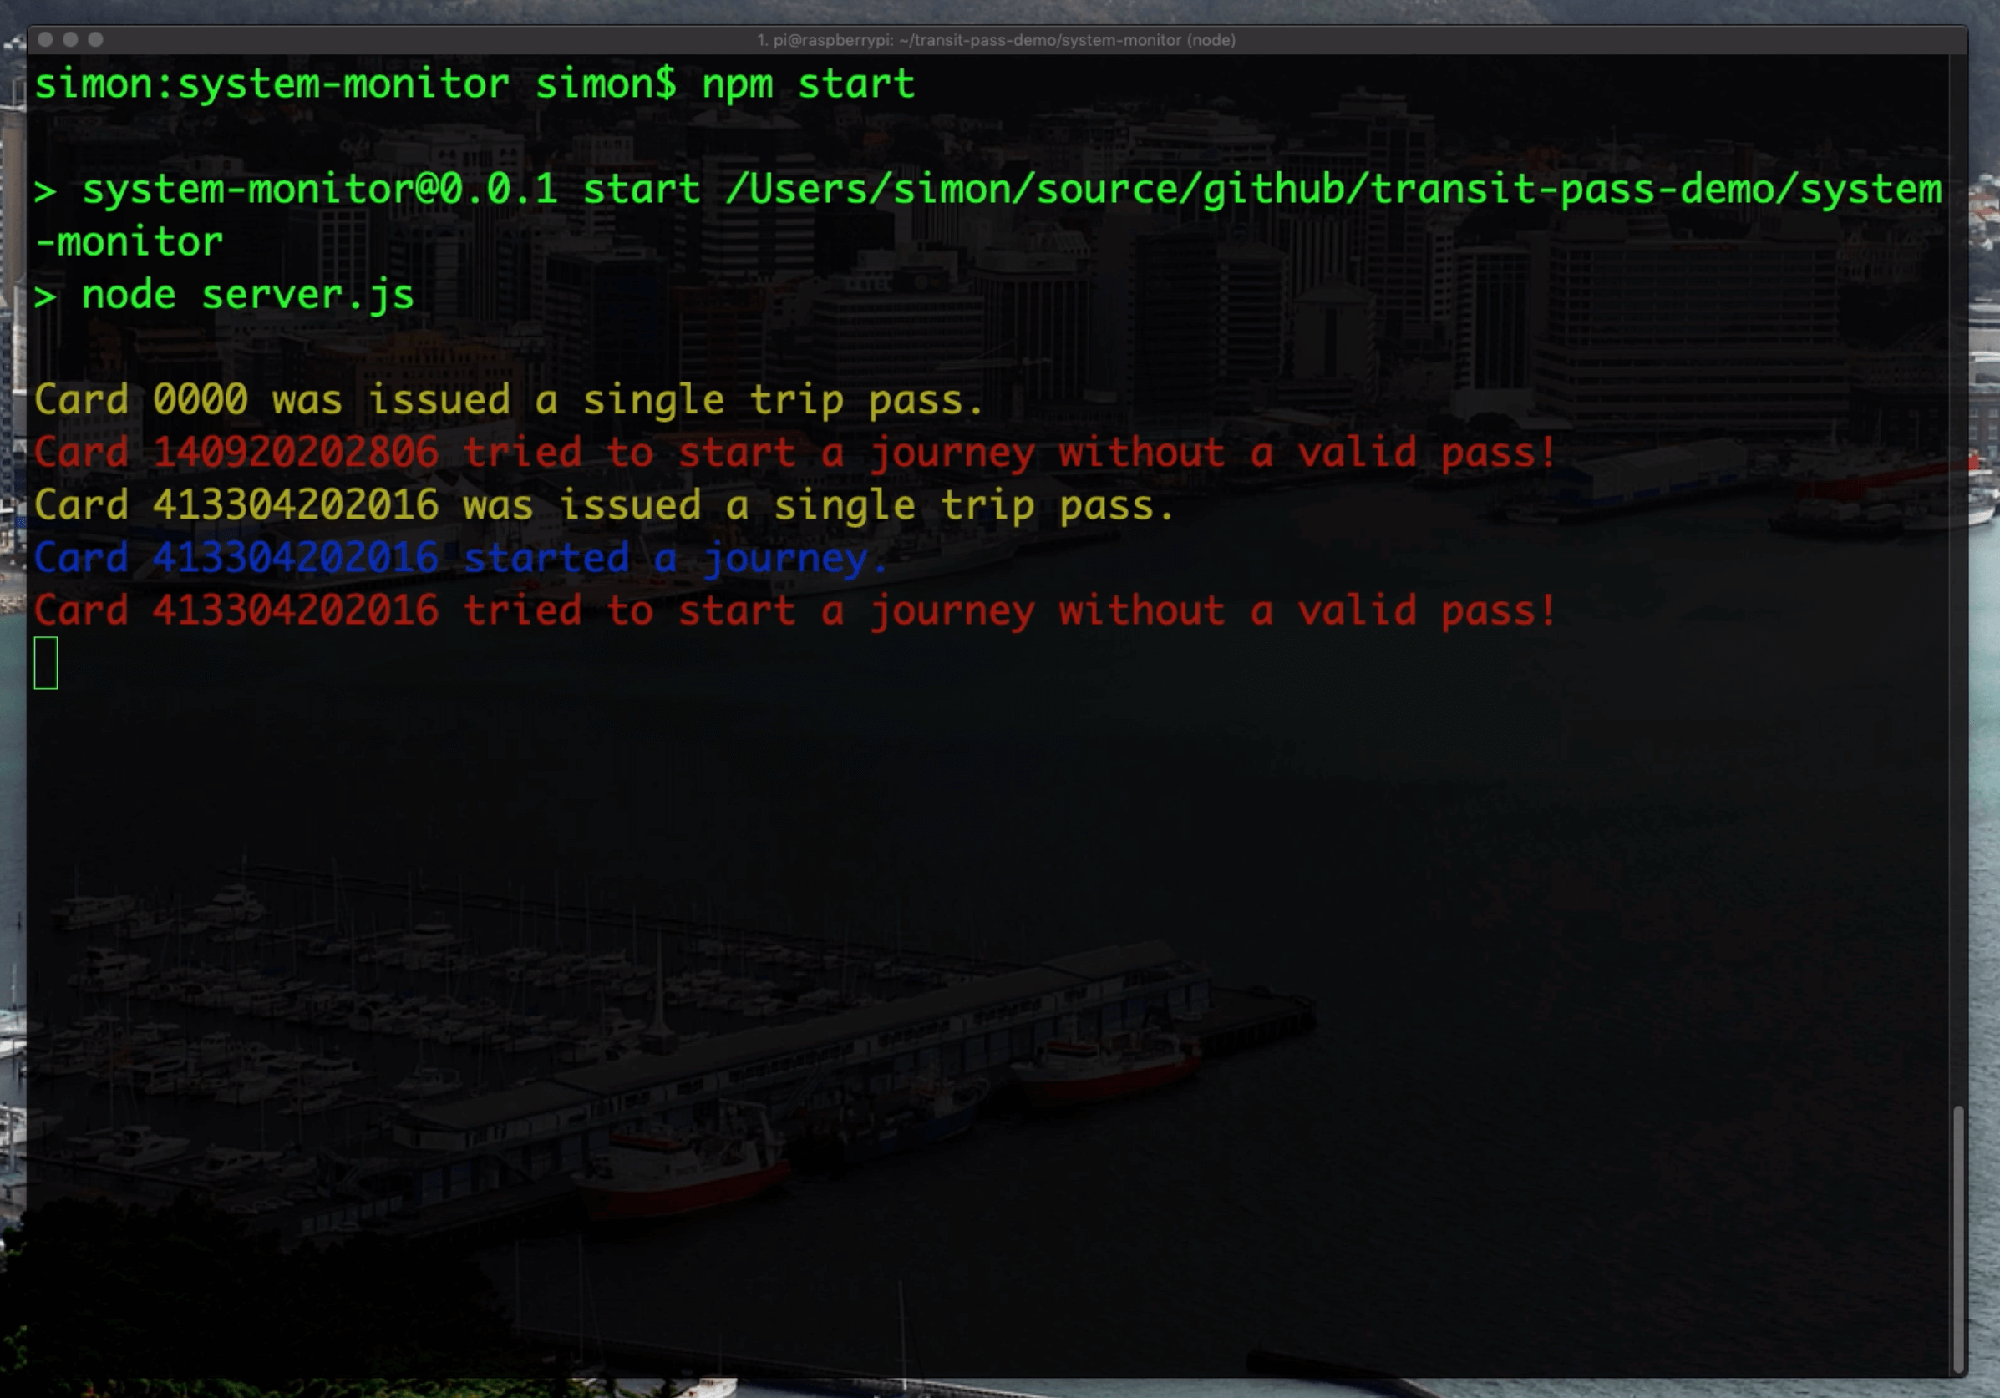 1. pi@raspberrypi: ~/transit-pass-demo/system-monitor (node)
simon:system-monitor simon$ npm start
> system-monitor@0.0.1 start /Users/simon/source/github/transit-pass-demo/system
-monitor
> node server.js
Card 0000 was issued a single trip pass.
Card 140920202806 tried to start a journey without a valid pass!
Card 413304202016 was issued a single trip pass.
Card 413304202016 started a journey.
Card 413304202016 tried to start a journey without a valid pass!